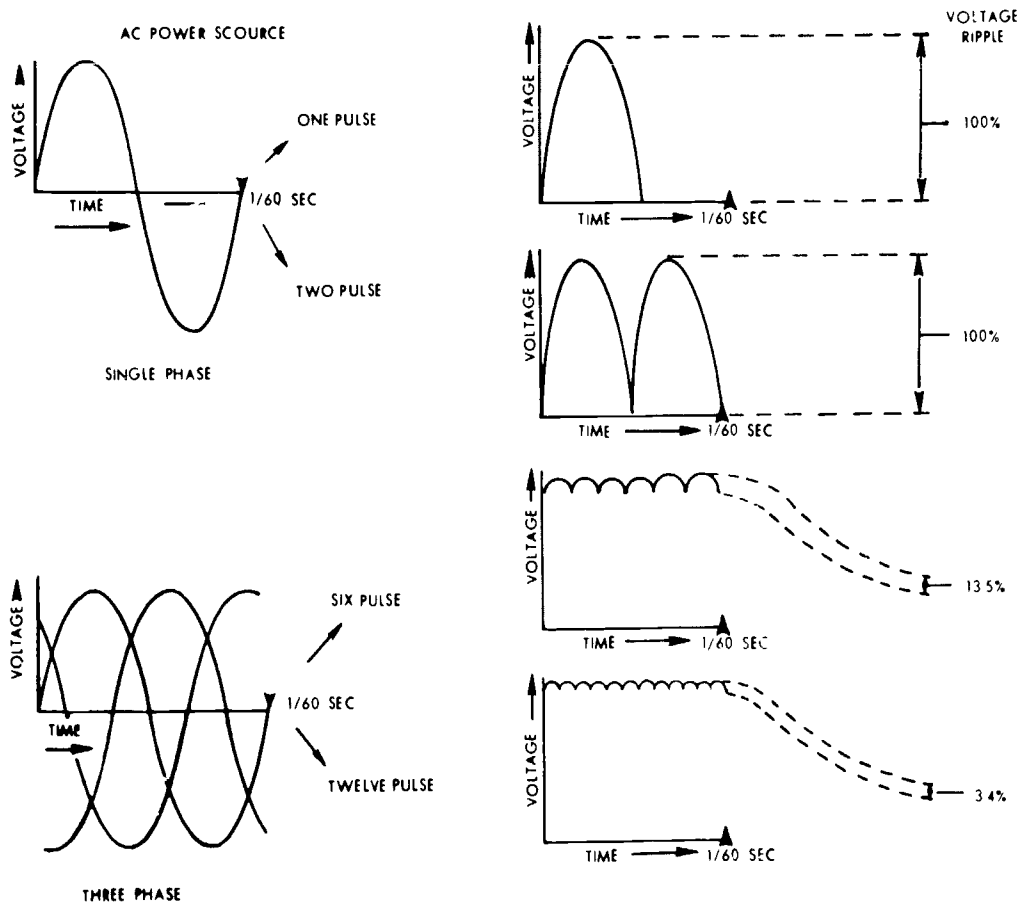 AC POWER SCOURCE
VOLTAGE
TIME
1/60 SEC
ONE PULSE
TWO PULSE
SINGLE PHASE
VOLTAGE
RIPPLE
VOLTAGE
TIME
1/60 SEC
100%
VOLTAGE
TIME
1/60 SEC
100%
VOLTAGE
TIME
1/60 SEC
SIX PULSE
TWELVE PULSE
THREE PHASE
VOLTAGE
TIME
1/60 SEC
13 5%
VOLTAGE
TIME
1/60 SEC
3 4%